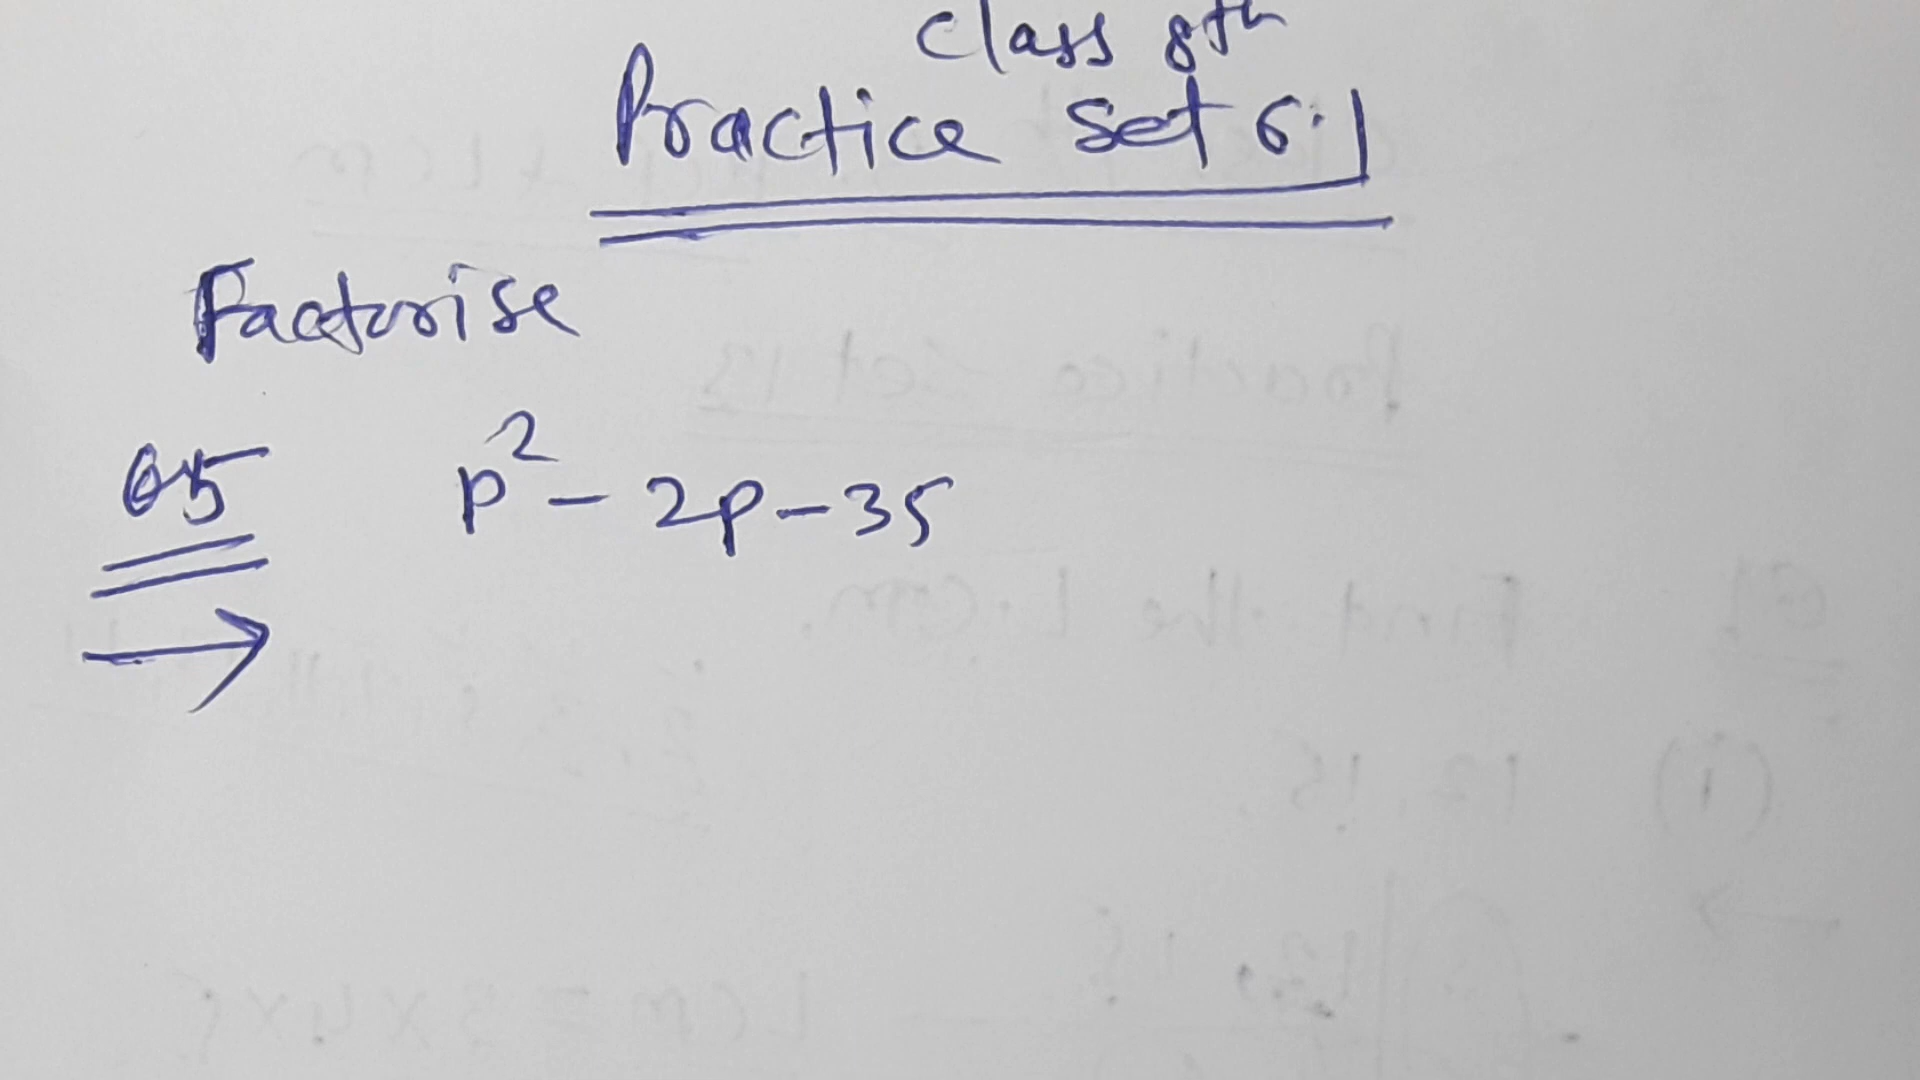 Class 8th
Practice Set 6.1
Factorise
Q5 p² - 2p - 35
→